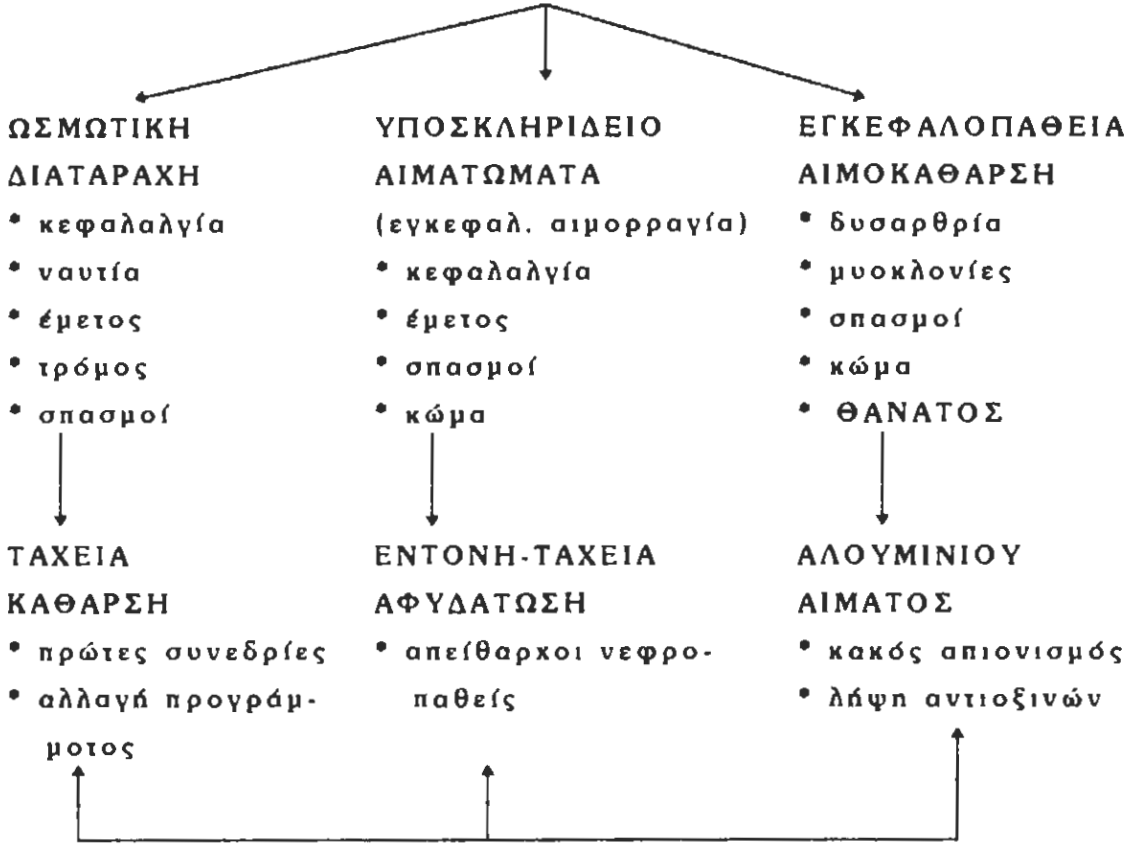 ΩΣΜΩΤΙΚΗ
ΔΙΑΤΑΡΑΧΗ
• κεφαλαλγία
• ναυτία
• έμετος
• τρόμος
• σπασμοί
ΥΠΟΣΚΛΗΡΙΔΕΙΟ
ΑΙΜΑΤΩΜΑΤΑ
(εγκεφαλ. αιμορραγία)
• κεφαλαλγία
• έμετος
• σπασμοί
• κώμα
ΕΓΚΕΦΑΛΟΠΑΘΕΙΑ
ΑΙΜΟΚΑΘΑΡΣΗ
• δυσαρθρία
• μυοκλονίες
• σπασμοί
• κώμα
• ΘΑΝΑΤΟΣ
ΤΑΧΕΙΑ
ΚΑΘΑΡΣΗ
• πρώτες συνεδρίες
• αλλαγή προγράμ-
μοτος
ΕΝΤΟΝΗ-ΤΑΧΕΙΑ
ΑΦΥΔΑΤΩΣΗ
• απείθαρχοι νεφρο-
παθείς
ΑΛΟΥΜΙΝΙΟΥ
ΑΙΜΑΤΟΣ
• κακός απιονισμός
• λήψη αντιοξινών